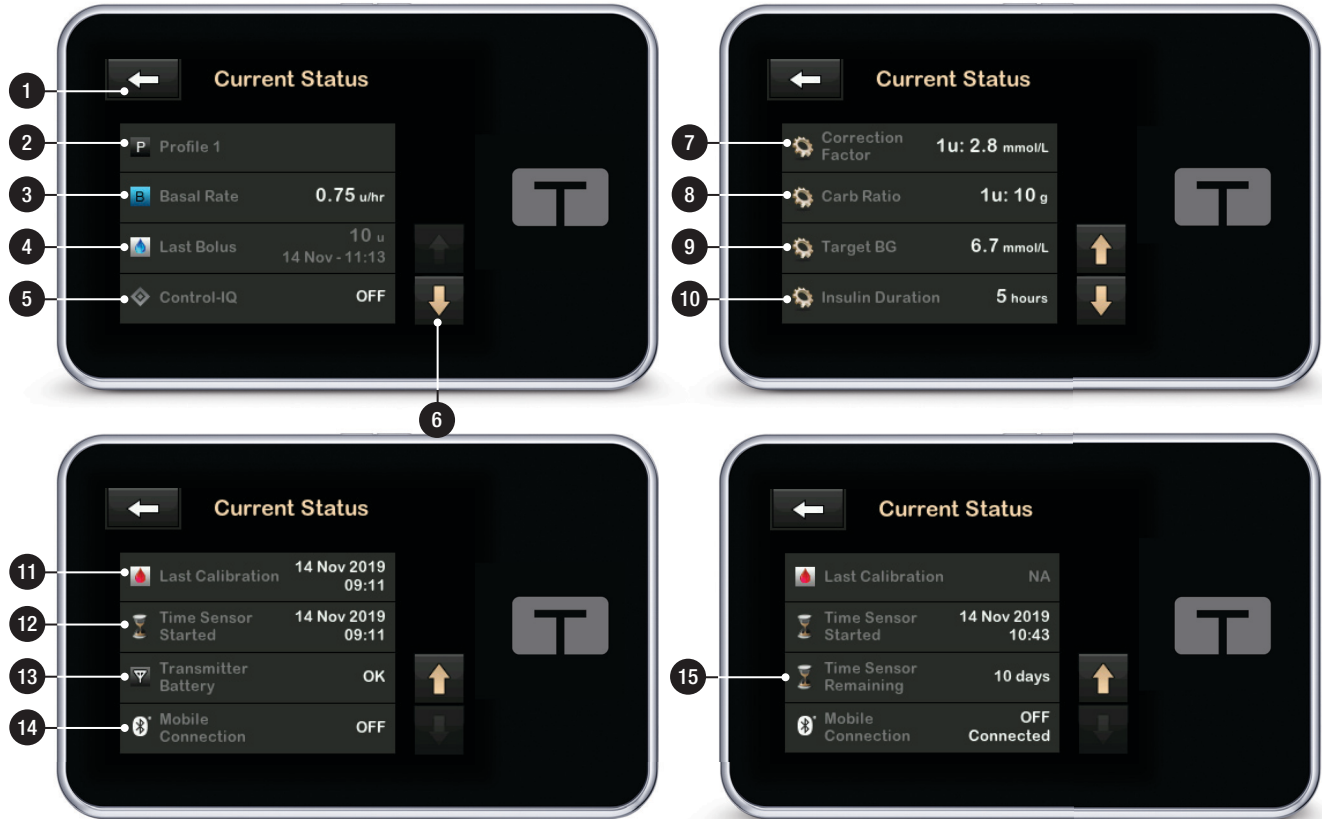 Current Status
1
2
P Profile 1
3
B Basal Rate 0.75 u/hr
4
Last Bolus 10 u
14 Nov - 11:13
5
Control-IQ OFF
6
Current Status
7
Correction
Factor 1u: 2.8 mmol/L
8
Carb Ratio 1u: 10 g
9
Target BG 6.7 mmol/L
10
Insulin Duration 5 hours
Current Status
11
Last Calibration 14 Nov 2019
09:11
12
Time Sensor 14 Nov 2019
Started 09:11
13
Transmitter
Battery OK
14
Mobile
Connection OFF
Current Status
Last Calibration NA
Time Sensor 14 Nov 2019
Started 10:43
15
Time Sensor
Remaining 10 days
Mobile OFF
Connection Connected